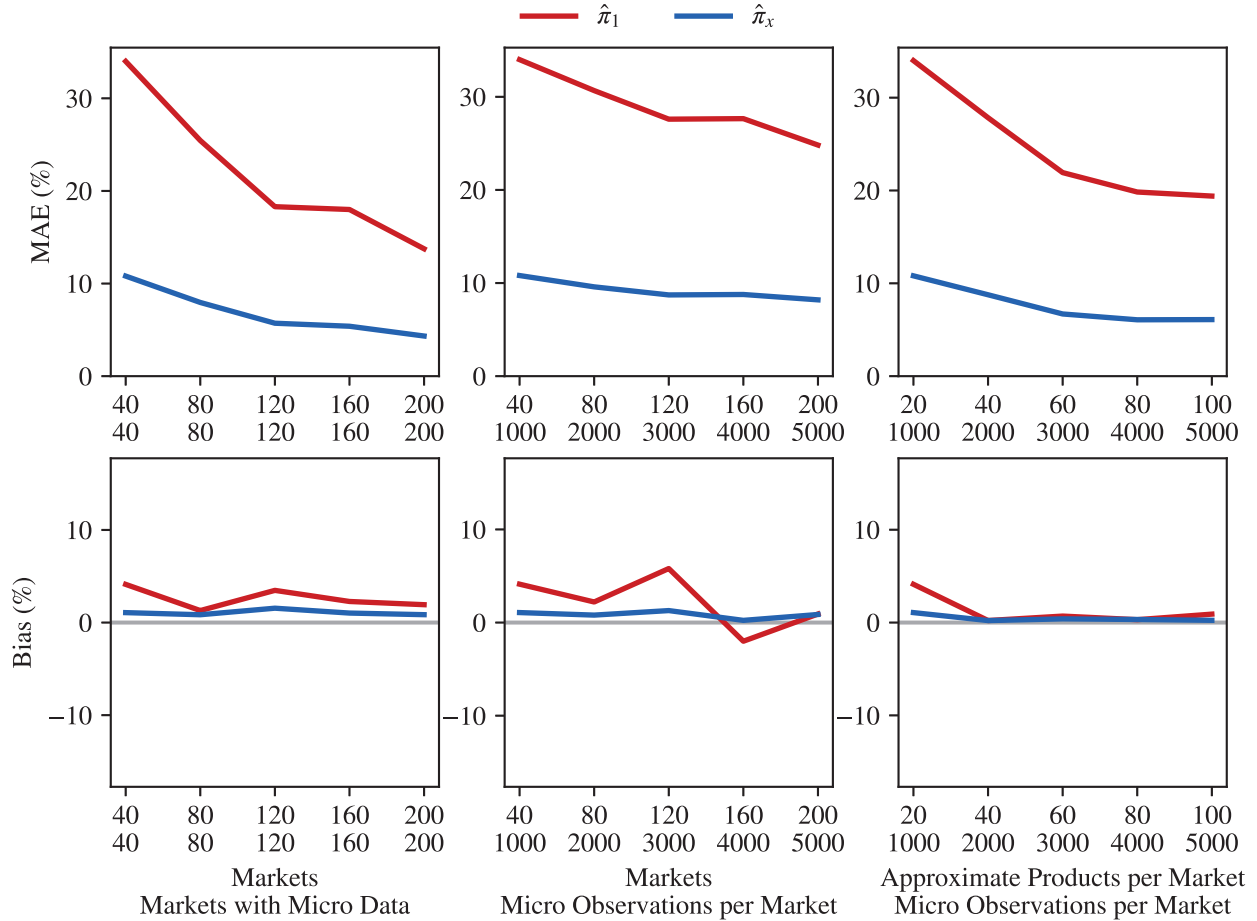 π̂₁ π̂ₓ
MAE (%)
30 30 30
20 20 20
10 10 10
0 0 0
40 80 120 160 200 40 80 120 160 200 20 40 60 80 100
40 80 120 160 200 1000 2000 3000 4000 5000 1000 2000 3000 4000 5000
Bias (%)
10 10 10
0 0 0
−10 −10 −10
40 80 120 160 200 40 80 120 160 200 20 40 60 80 100
40 80 120 160 200 1000 2000 3000 4000 5000 1000 2000 3000 4000 5000
Markets Markets Approximate Products per Market
Markets with Micro Data Micro Observations per Market Micro Observations per Market